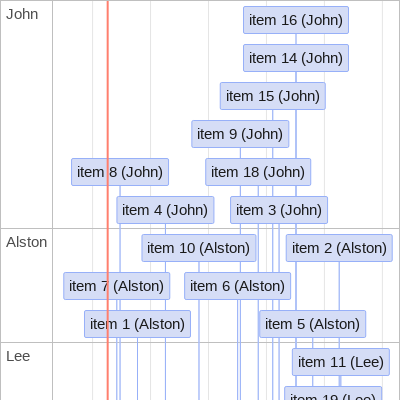 John
item 16 (John)
item 14 (John)
item 15 (John)
item 9 (John)
item 8 (John)
item 18 (John)
item 4 (John)
item 3 (John)
Alston
item 10 (Alston)
item 2 (Alston)
item 7 (Alston)
item 6 (Alston)
item 1 (Alston)
item 5 (Alston)
Lee
item 11 (Lee)
item 19 (Lee)